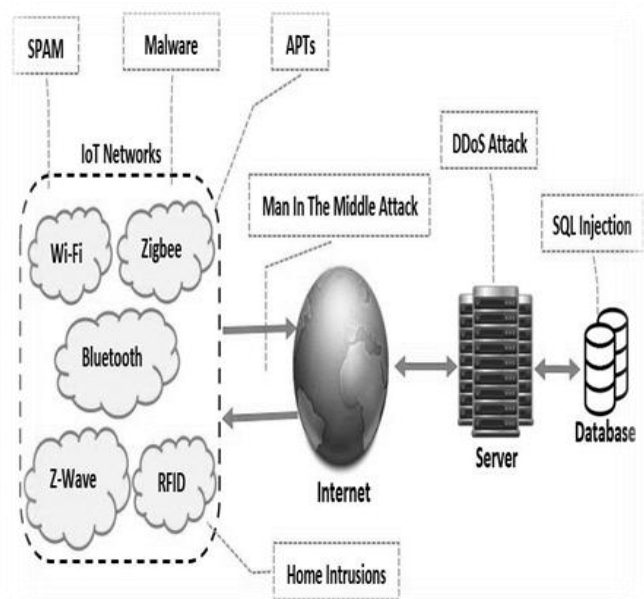 SPAM
Malware
APTs
DDoS Attack
IoT Networks
Man In The Middle Attack
SQL Injection
Wi-Fi
Zigbee
Bluetooth
Z-Wave
RFID
Internet
Server
Database
Home Intrusions